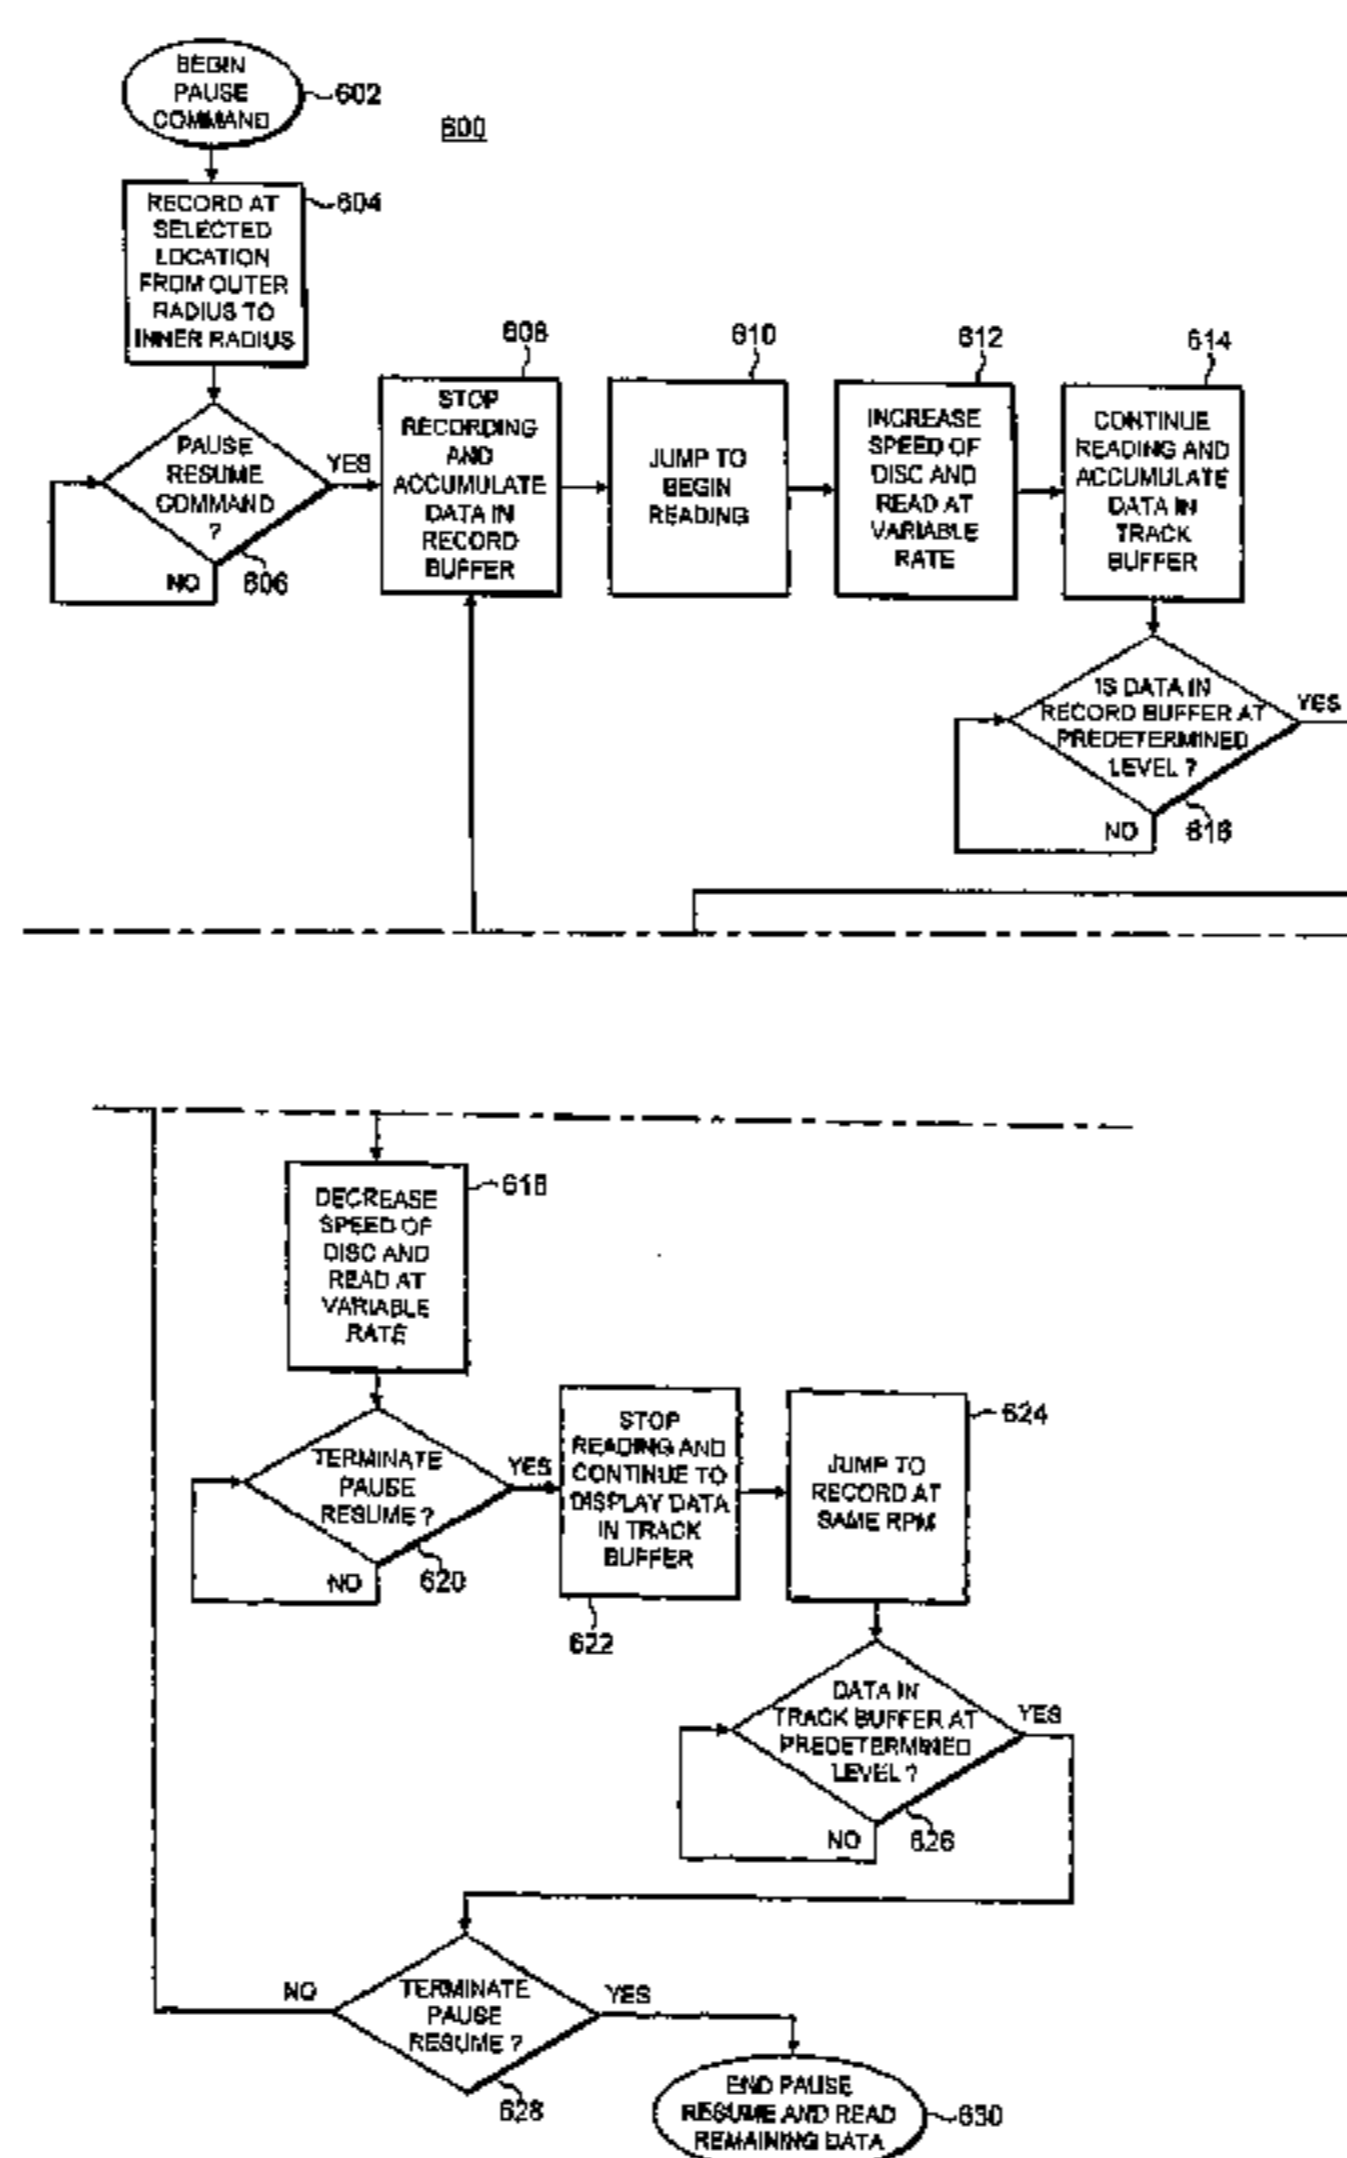 BEGIN
PAUSE
COMMAND
602
600
RECORD AT
SELECTED
LOCATION
FROM OUTER
RADIUS TO
INNER RADIUS
604
PAUSE
RESUME
COMMAND
?
YES
NO
606
608
STOP
RECORDING
AND
ACCUMULATE
DATA IN
RECORD
BUFFER
610
JUMP TO
BEGIN
READING
612
INCREASE
SPEED OF
DISC AND
READ AT
VARIABLE
RATE
614
CONTINUE
READING AND
ACCUMULATE
DATA IN
TRACK
BUFFER
IS DATA IN
RECORD BUFFER AT
PREDETERMINED
LEVEL ?
YES
NO
616
DECREASE
SPEED OF
DISC AND
READ AT
VARIABLE
RATE
618
TERMINATE
PAUSE
RESUME ?
YES
NO
620
STOP
READING AND
CONTINUE TO
DISPLAY DATA
IN TRACK
BUFFER
622
JUMP TO
RECORD AT
SAME RPM
624
DATA IN
TRACK BUFFER AT
PREDETERMINED
LEVEL ?
YES
NO
626
TERMINATE
PAUSE
RESUME ?
NO
YES
628
END PAUSE
RESUME AND READ
REMAINING DATA
630